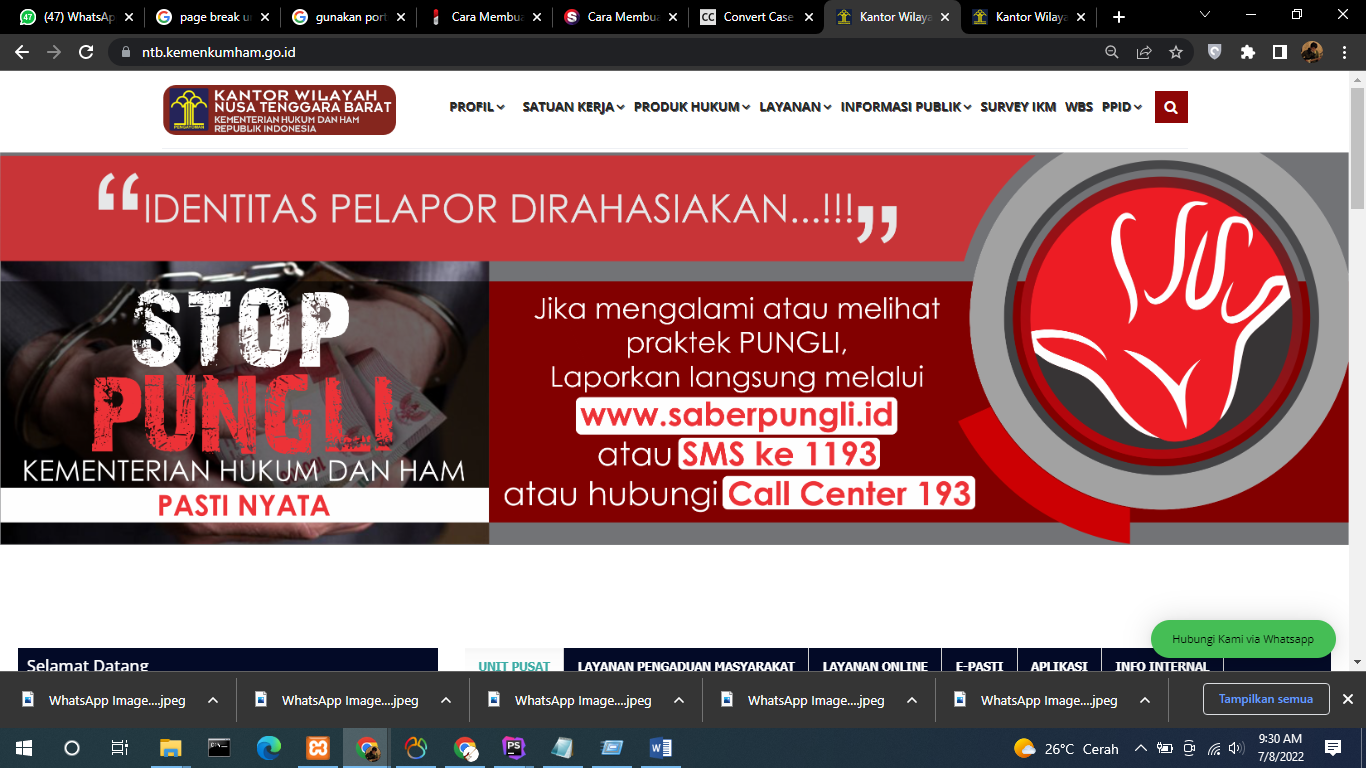 (47) WhatsAp
page break u
gunakan port
Cara Membua
Cara Membua
Convert Case
Kantor Wilaya
Kantor Wilaya
ntb.kemenkumham.go.id
KANTOR WILAYAH
NUSA TENGGARA BARAT
KEMENTERIAN HUKUM DAN HAM
REPUBLIK INDONESIA
PENGAYOMAN
PROFIL SATUAN KERJA PRODUK HUKUM LAYANAN INFORMASI PUBLIK SURVEY IKM WBS PPID
“IDENTITAS PELAPOR DIRAHASIAKAN...!!!„
STOP
PUNGLI
KEMENTERIAN HUKUM DAN HAM
PASTI NYATA
Jika mengalami atau melihat
praktek PUNGLI,
Laporkan langsung melalui
www.saberpungli.id
atau SMS ke 1193
atau hubungi Call Center 193
Hubungi Kami via Whatsapp
Selamat Datang
UNIT PUSAT LAYANAN PENGADUAN MASYARAKAT LAYANAN ONLINE E-PASTI APLIKASI INFO INTERNAL
WhatsApp Image....jpeg
WhatsApp Image....jpeg
WhatsApp Image....jpeg
WhatsApp Image....jpeg
WhatsApp Image....jpeg
Tampilkan semua
26°C Cerah
9:30 AM
7/8/2022